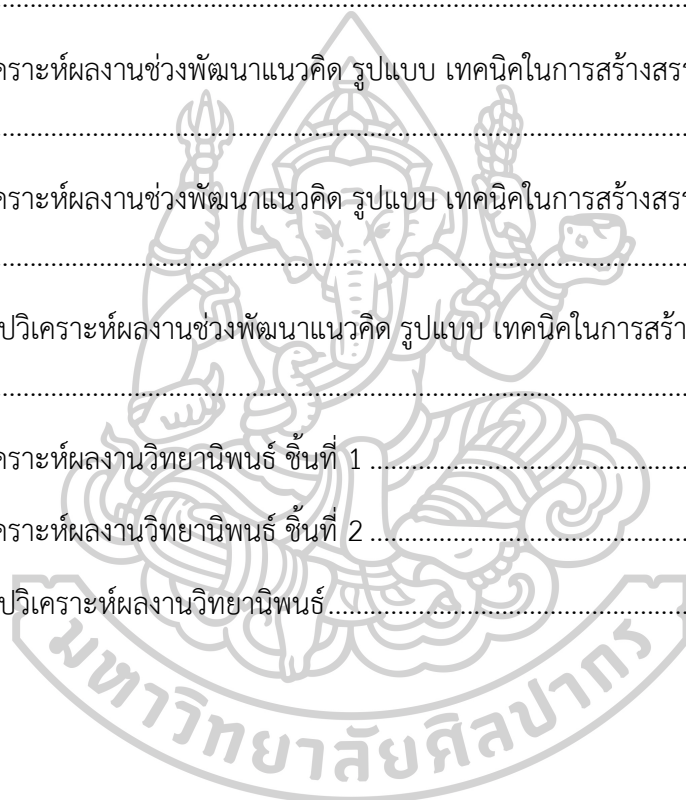 ........................................................................
คราะห์ผลงานช่วงพัฒนาแนวคิด รูปแบบ เทคนิคในการสร้างสรร
........................................................................
คราะห์ผลงานช่วงพัฒนาแนวคิด รูปแบบ เทคนิคในการสร้างสรร
........................................................................
ปวิเคราะห์ผลงานช่วงพัฒนาแนวคิด รูปแบบ เทคนิคในการสร้า
........................................................................
คราะห์ผลงานวิทยานิพนธ์ ชิ้นที่ 1 ........................................
คราะห์ผลงานวิทยานิพนธ์ ชิ้นที่ 2 ........................................
ปวิเคราะห์ผลงานวิทยานิพนธ์ ........................................
มหาวิทยาลัยศิลปากร